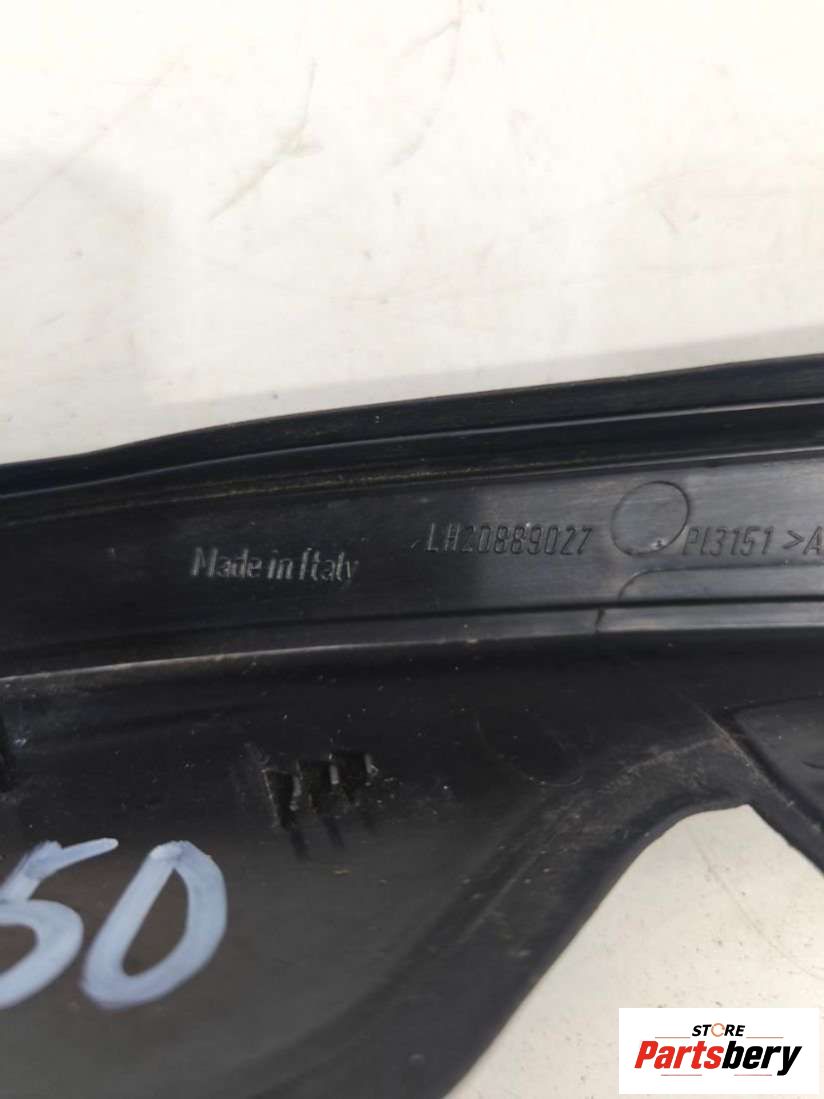 Made in Italy
LH20889027
PI3151 >A
50
STORE
Partsbery